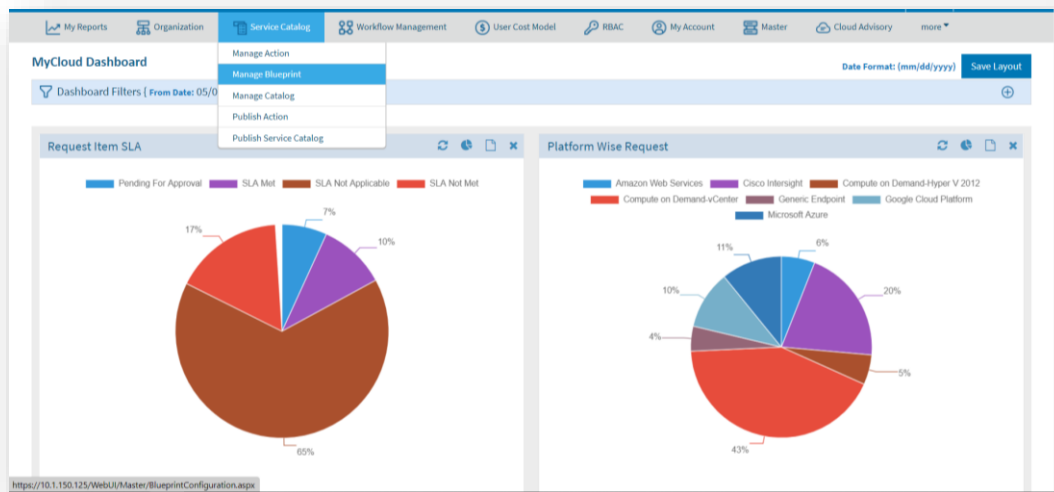 My Reports Organization Service Catalog Workflow Management User Cost Model RBAC My Account Master Cloud Advisory more
Manage Action
MyCloud Dashboard
Date Format: (mm/dd/yyyy) Save Layout
Manage Blueprint
Dashboard Filters { From Date: 05/0
Manage Catalog
Publish Action
Publish Service Catalog
Request Item SLA
Pending For Approval SLA Met SLA Not Applicable SLA Not Met
7%
17%
10%
65%
Platform Wise Request
Amazon Web Services Cisco Intersight Compute on Demand-Hyper V 2012
Compute on Demand-vCenter Generic Endpoint Google Cloud Platform
Microsoft Azure
11% 6%
10% 20%
4%
5%
43%
https://10.1.150.125/WebUI/Master/BlueprintConfiguration.aspx